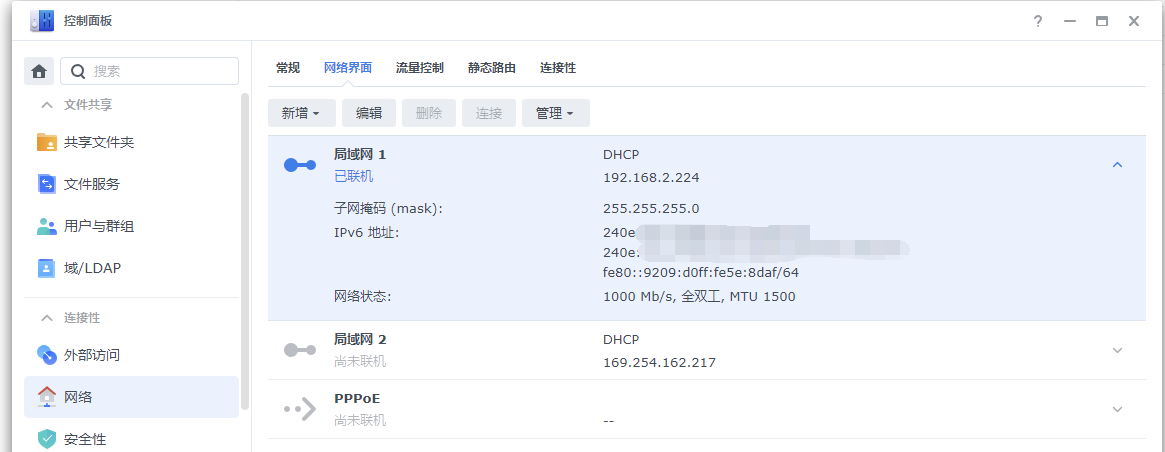 控制面板
搜索
文件共享
共享文件夹
文件服务
用户与群组
域/LDAP
连接性
外部访问
网络
安全性
常规 网络界面 流量控制 静态路由 连接性
新增 编辑 删除 连接 管理
局域网 1 DHCP
已联机 192.168.2.224
子网掩码 (mask): 255.255.255.0
IPv6 地址: 240e
240e:
fe80::9209:d0ff:fe5e:8daf/64
网络状态: 1000 Mb/s, 全双工, MTU 1500
局域网 2 DHCP
尚未联机 169.254.162.217
PPPoE
尚未联机 --